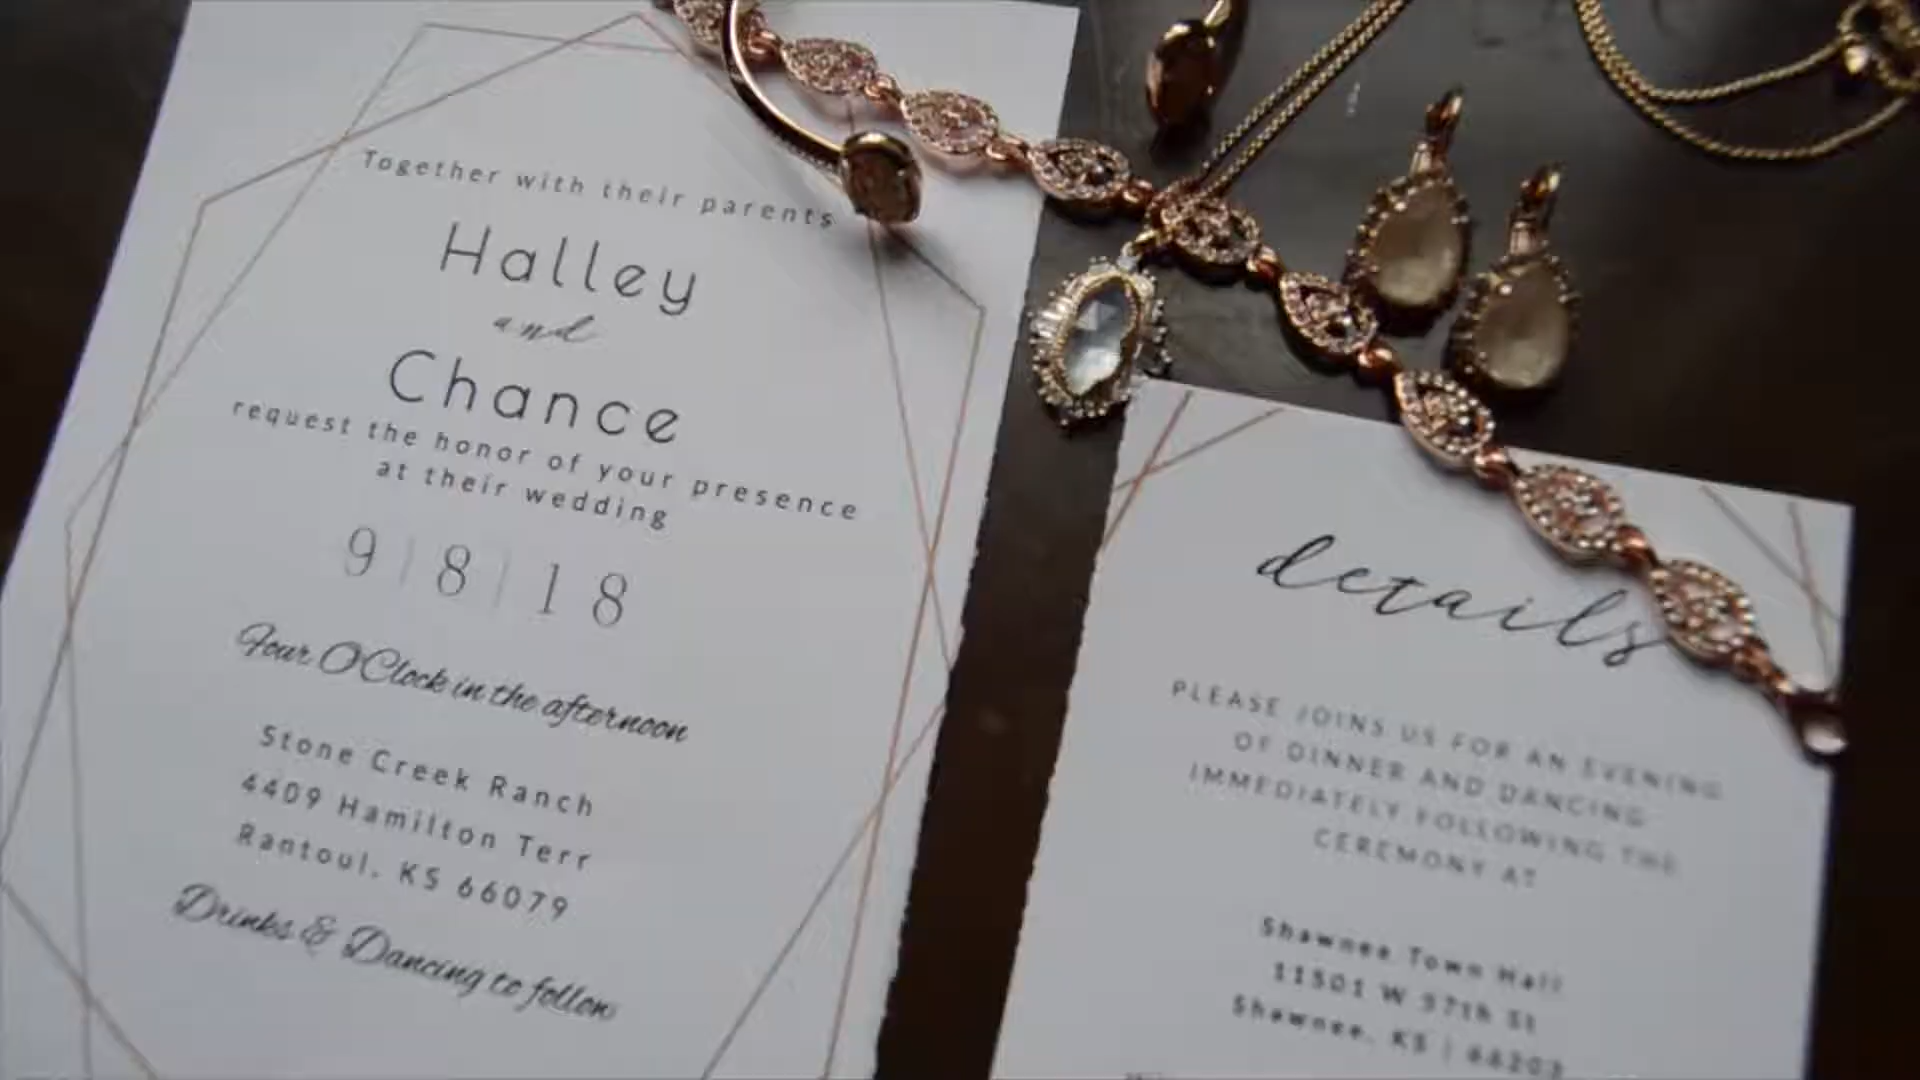 Together with their parents
Halley
and
Chance
request the honor of your presence
at their wedding
9 | 8 | 18
Four O'Clock in the afternoon
Stone Creek Ranch
4409 Hamilton Terr
Rantoul, KS 66079
Drinks & Dancing to follow
details
PLEASE JOINS US FOR AN EVENING
OF DINNER AND DANCING
IMMEDIATELY FOLLOWING THE
CEREMONY AT
Shawnee Town Hall
11501 W 57th St
Shawnee, KS | 66203